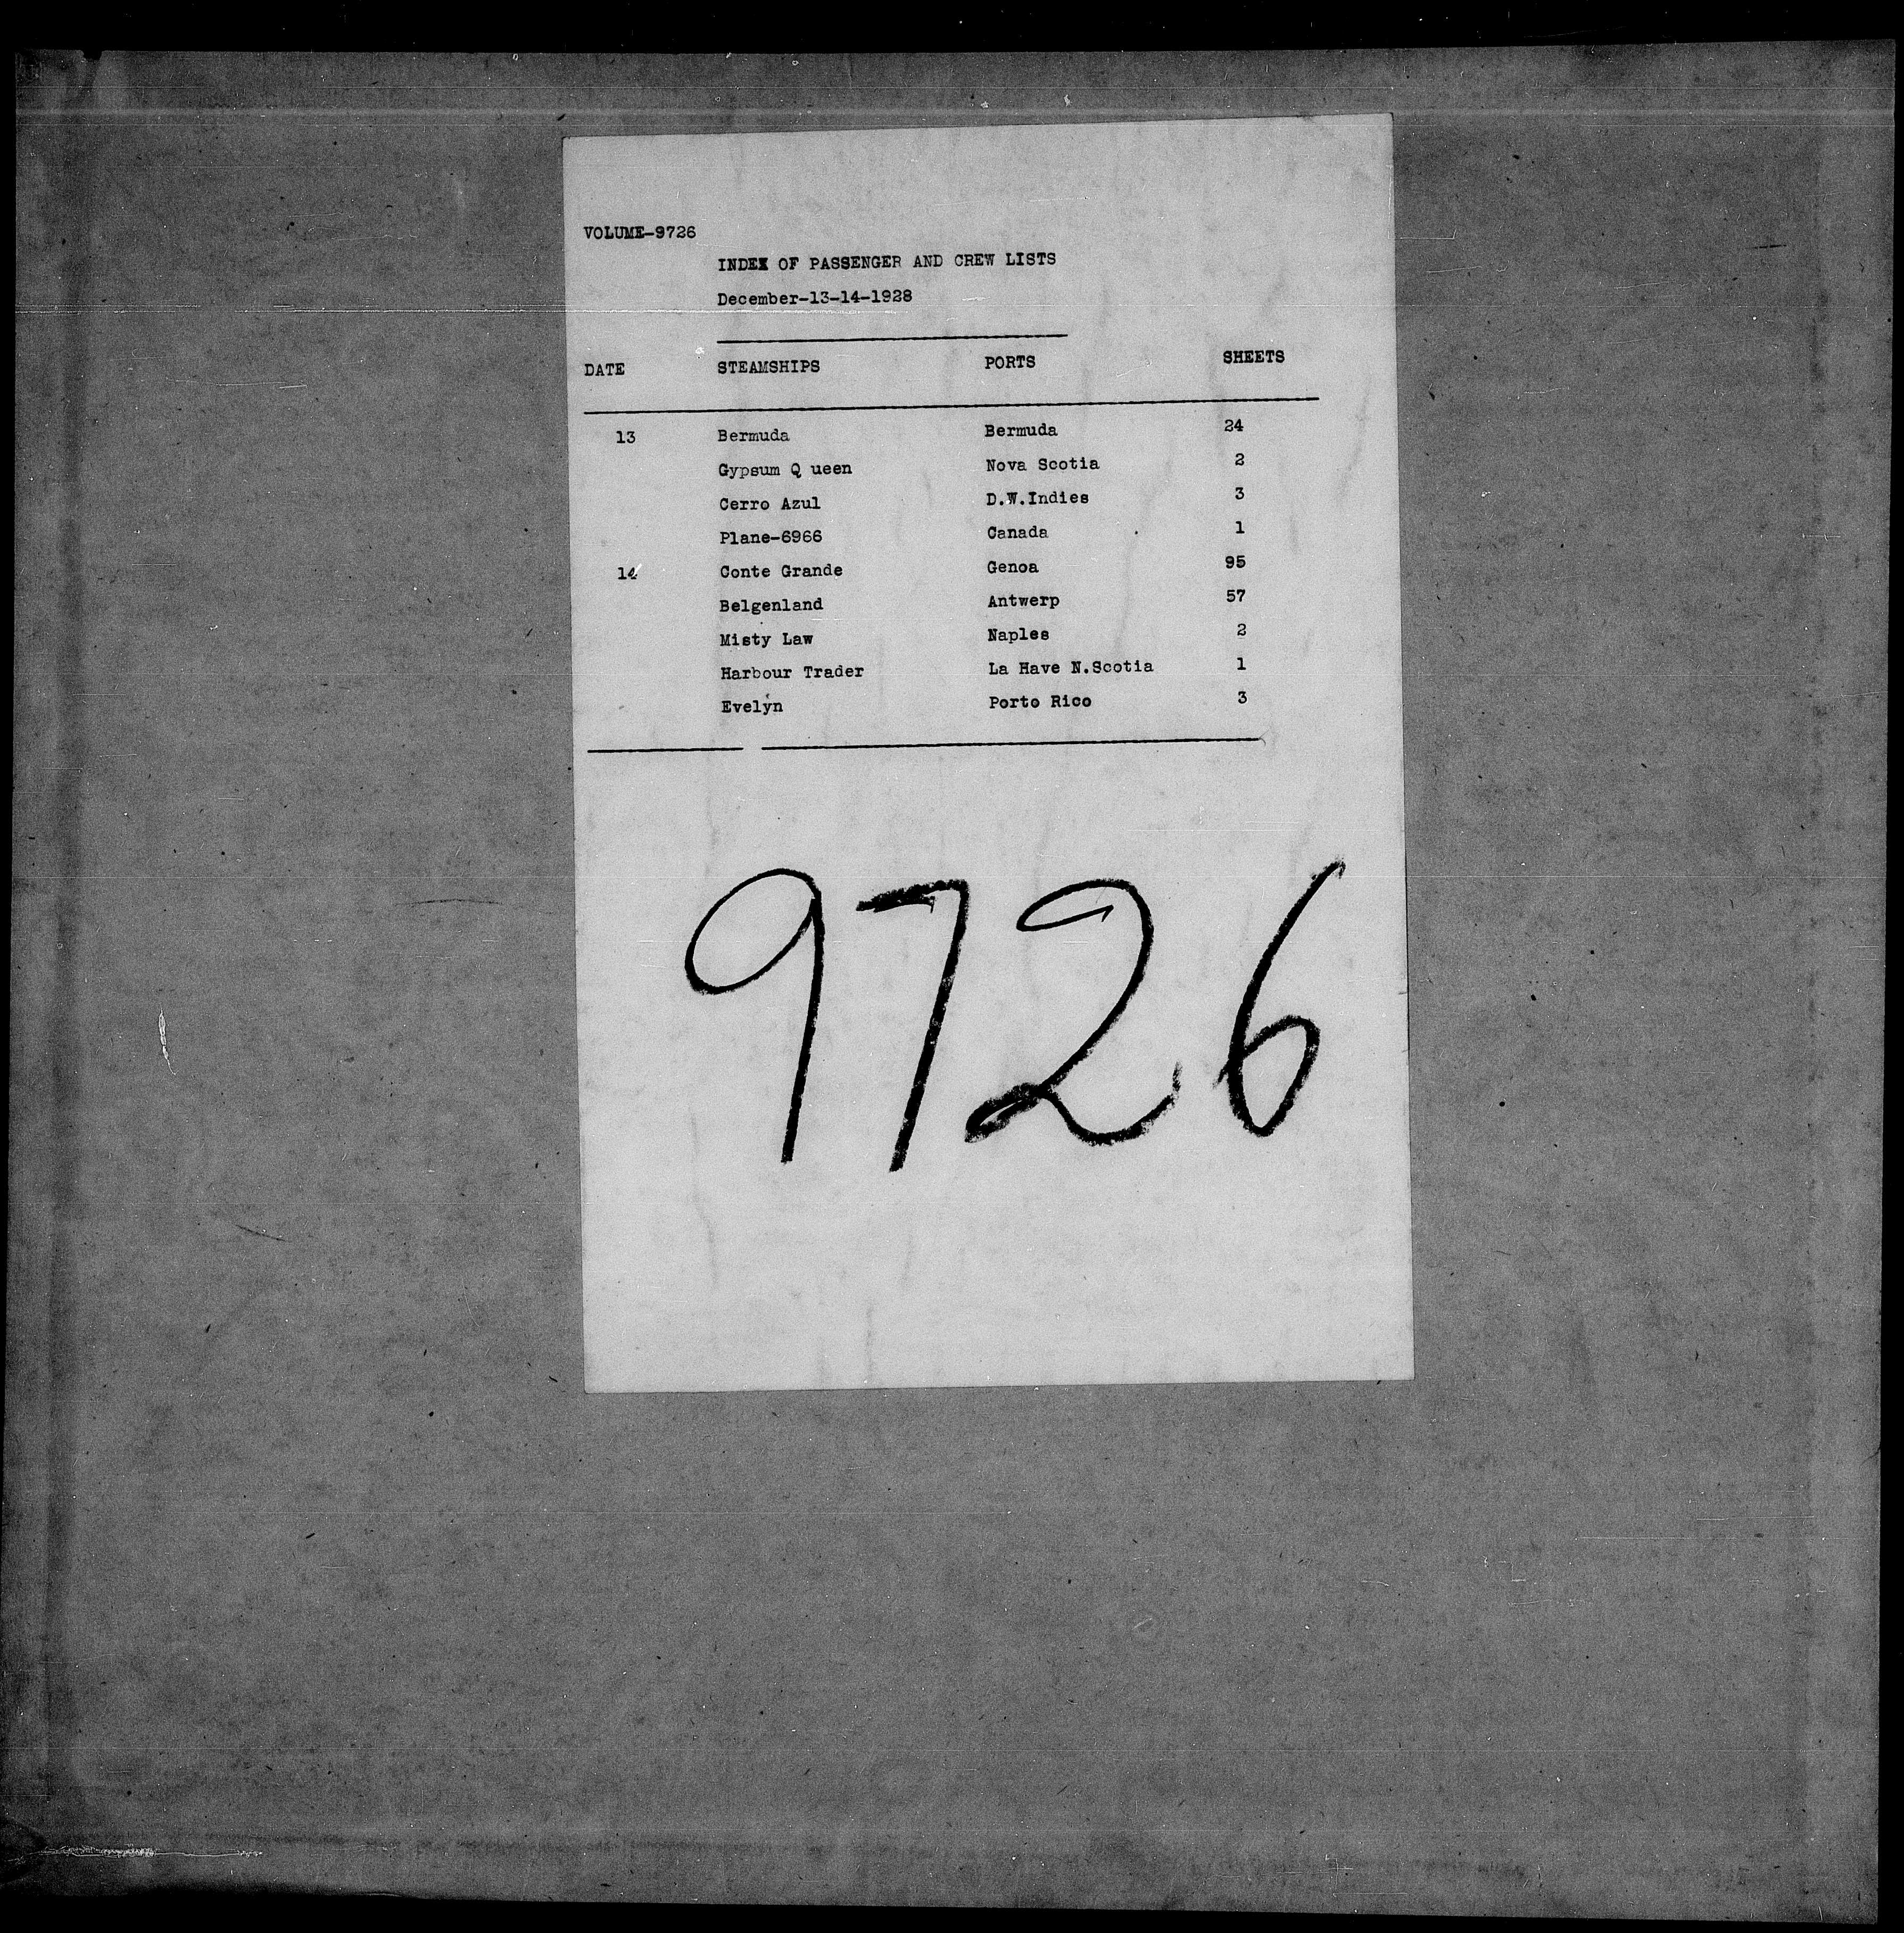 VOLUME-9726
INDEX OF PASSENGER AND CREW LISTS
December-13-14-1928
DATE STEAMSHIPS PORTS SHEETS
13 Bermuda Bermuda 24
Gypsum Q ueen Nova Scotia 2
Cerro Azul D.W.Indies 3
Plane-6966 Canada 1
14 Conte Grande Genoa 95
Belgenland Antwerp 57
Misty Law Naples 2
Harbour Trader La Have N.Scotia 1
Evelyn Porto Rico 3
9726